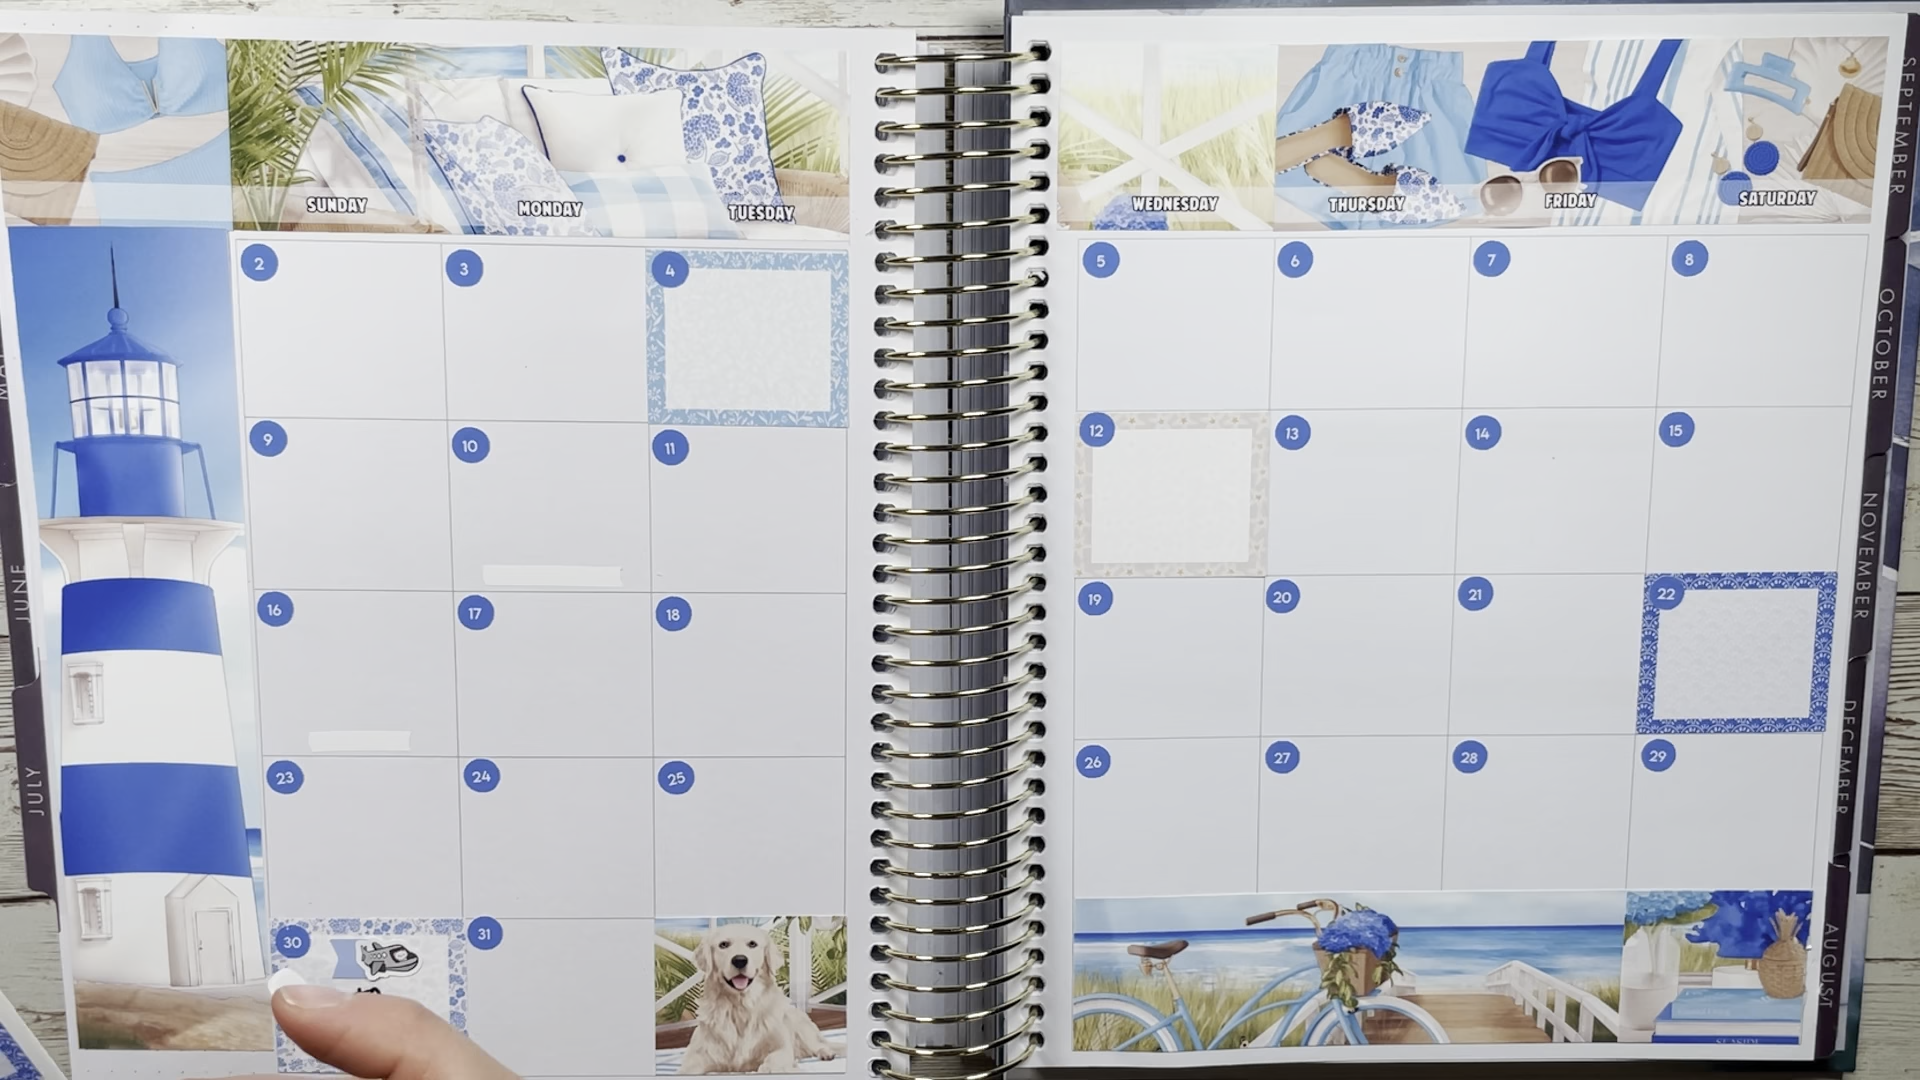 SUNDAY MONDAY TUESDAY WEDNESDAY THURSDAY FRIDAY SATURDAY
2 3 4 5 6 7 8
9 10 11 12 13 14 15
16 17 18 19 20 21 22
23 24 25 26 27 28 29
30 31
JUNE
JULY
SEPTEMBER
OCTOBER
NOVEMBER
DECEMBER
AUGUST